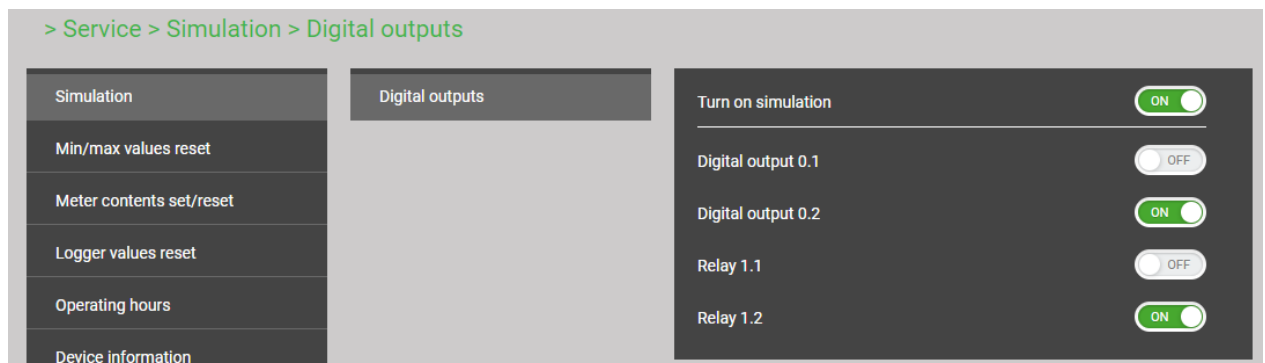 > Service > Simulation > Digital outputs
Simulation
Min/max values reset
Meter contents set/reset
Logger values reset
Operating hours
Device information
Digital outputs
Turn on simulation ON
Digital output 0.1 OFF
Digital output 0.2 ON
Relay 1.1 OFF
Relay 1.2 ON